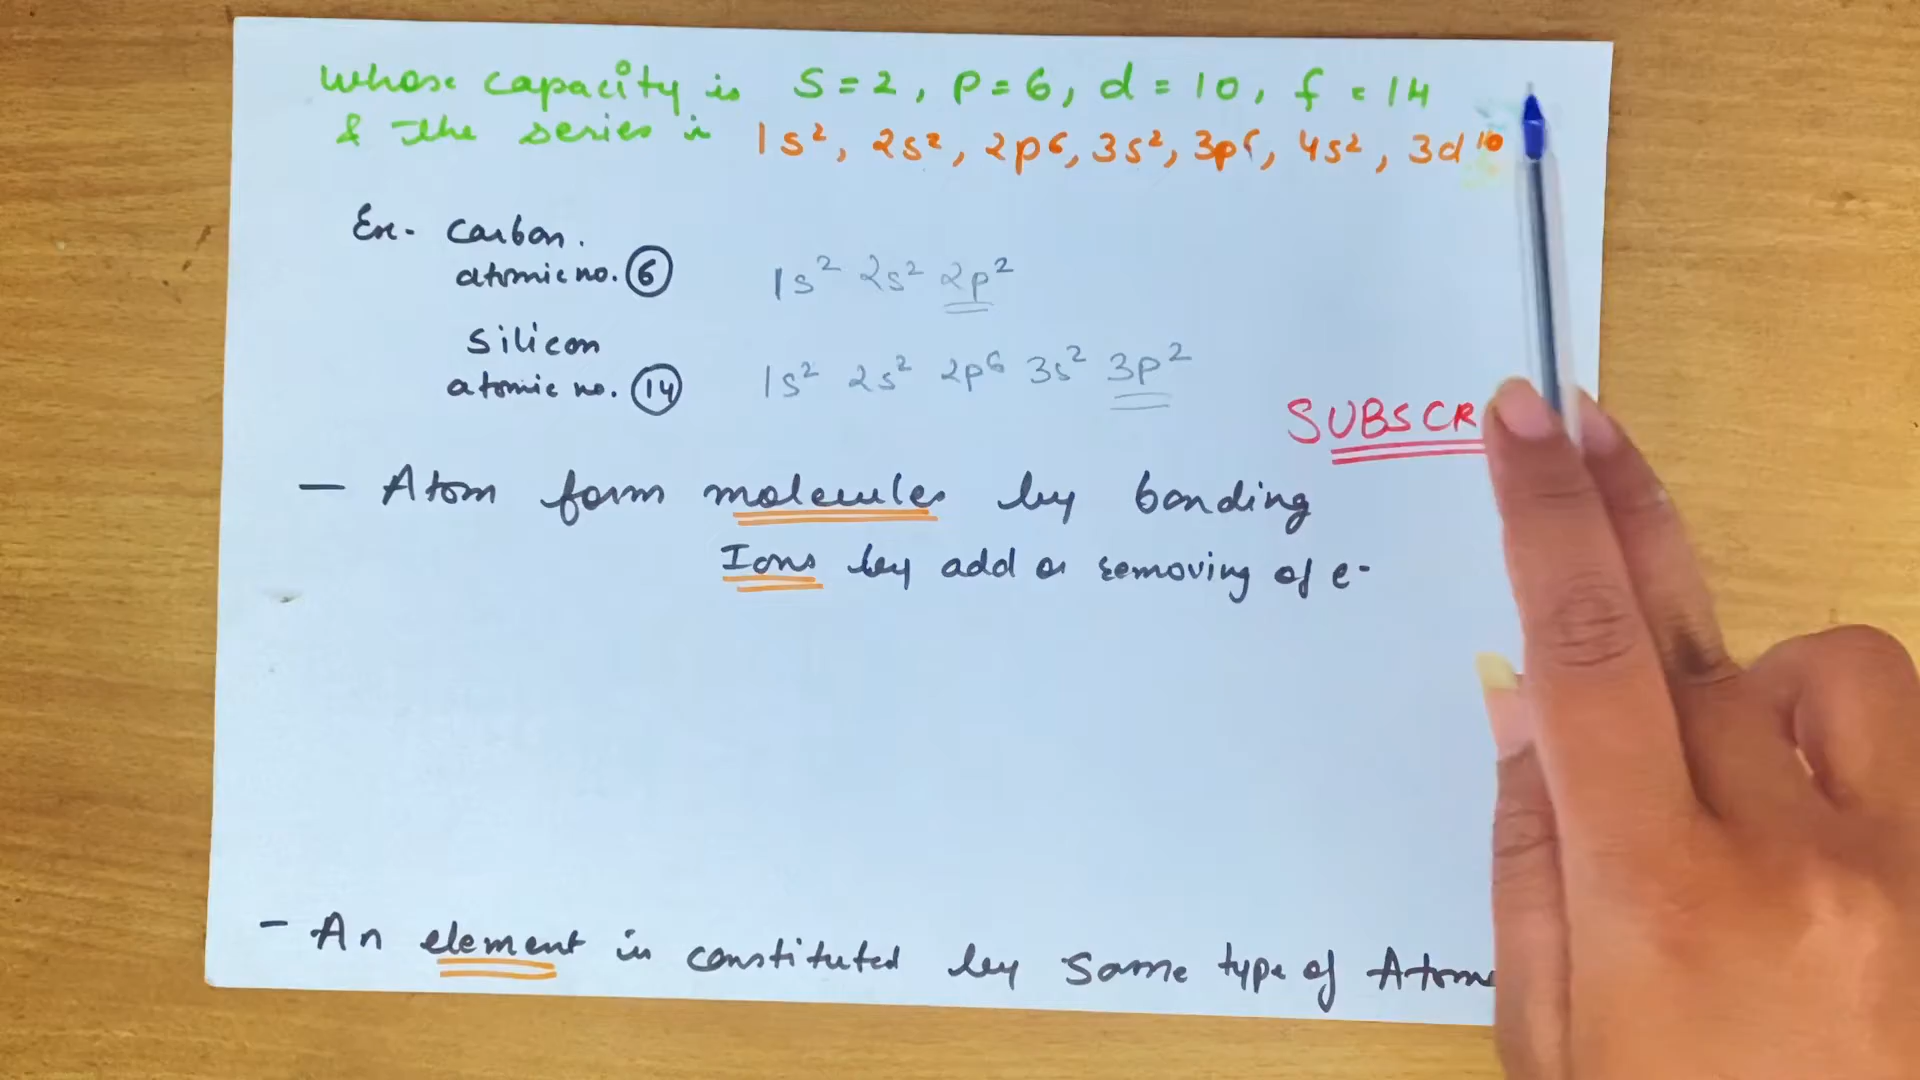 whose capacity is s = 2, p = 6, d = 10, f = 14
& the series is 1s², 2s², 2p⁶, 3s², 3p⁶, 4s², 3d¹⁰
Ex- Carbon.
atomic no. 6 1s² 2s² 2p²
Silicon
atomic no. 14 1s² 2s² 2p⁶ 3s² 3p²
SUBSCR
- Atom form molecules by bonding
Ions by add or removing of e-
- An element is constituted by same type of Atoms